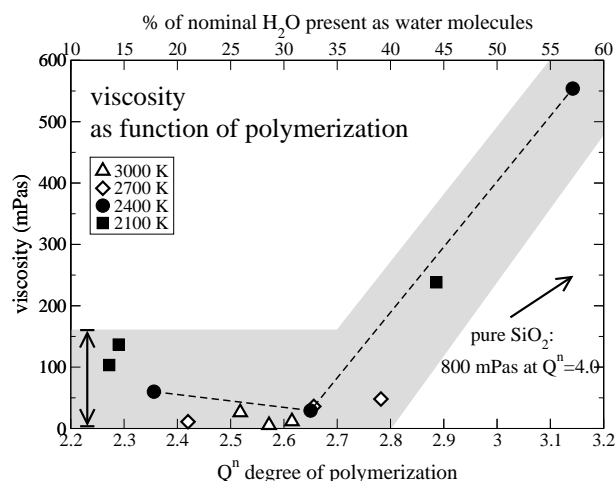 % of nominal H₂O present as water molecules
10 15 20 25 30 35 40 45 50 55 60
600
500
400
300
200
100
0
viscosity (mPas)
viscosity
as function of polymerization
3000 K
2700 K
2400 K
2100 K
pure SiO₂:
800 mPas at Qⁿ=4.0
2.2 2.3 2.4 2.5 2.6 2.7 2.8 2.9 3 3.1 3.2
Qⁿ degree of polymerization